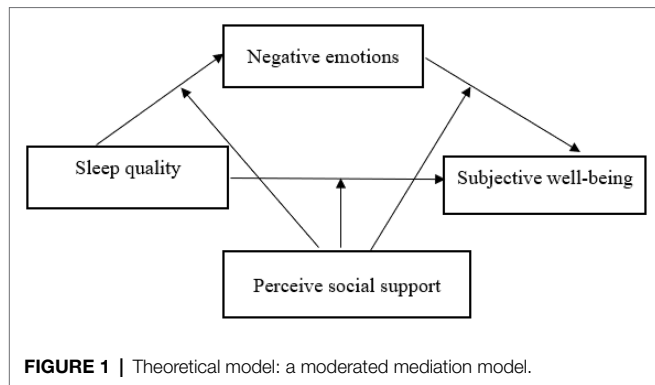 Negative emotions
Sleep quality
Subjective well-being
Perceive social support
FIGURE 1 | Theoretical model: a moderated mediation model.